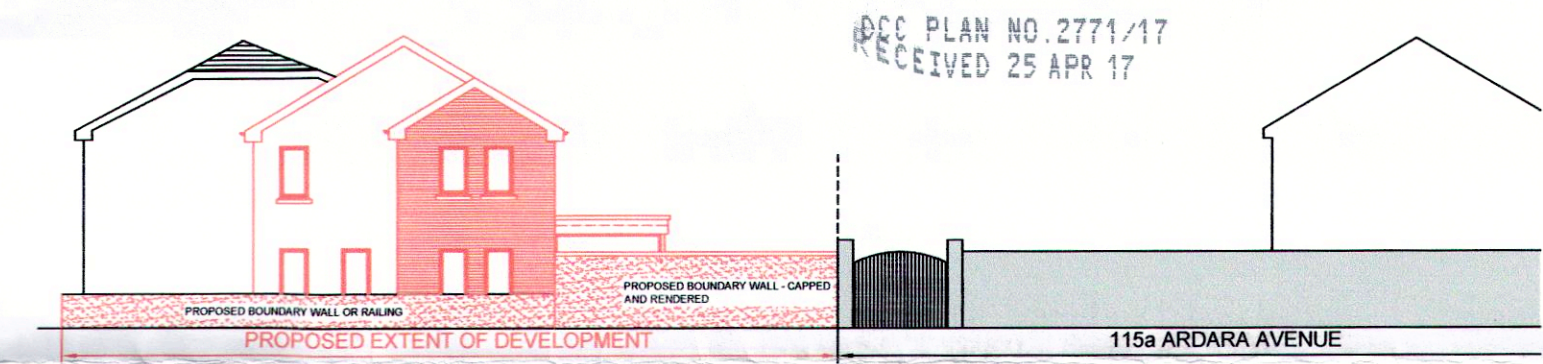 DCC PLAN NO.2771/17
RECEIVED 25 APR 17
PROPOSED BOUNDARY WALL - CAPPED
AND RENDERED
PROPOSED BOUNDARY WALL OR RAILING
PROPOSED EXTENT OF DEVELOPMENT
115a ARDARA AVENUE